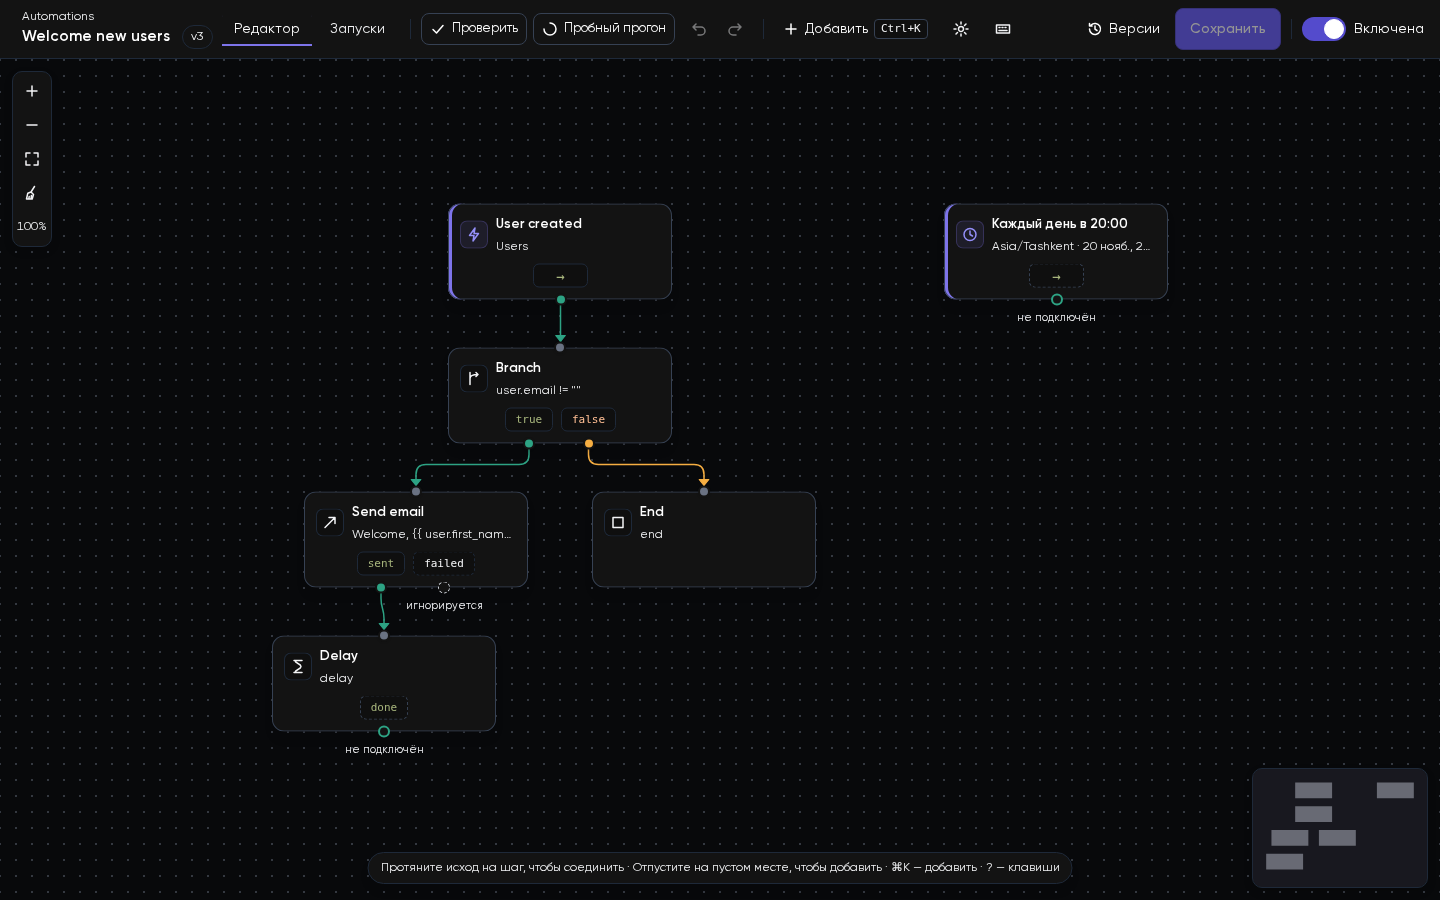 Automations
Welcome new users
v3
Редактор
Запуски
Проверить
Пробный прогон
Добавить
Ctrl+K
Версии
Сохранить
Включена
100%
User created
Users
→
Каждый день в 20:00
Asia/Tashkent · 20 нояб., 2...
→
не подключён
Branch
user.email != ""
true
false
Send email
Welcome, {{ user.first_nam...
sent
failed
игнорируется
End
end
Delay
delay
done
не подключён
Протяните исход на шаг, чтобы соединить · Отпустите на пустом месте, чтобы добавить · ⌘K — добавить · ? — клавиши